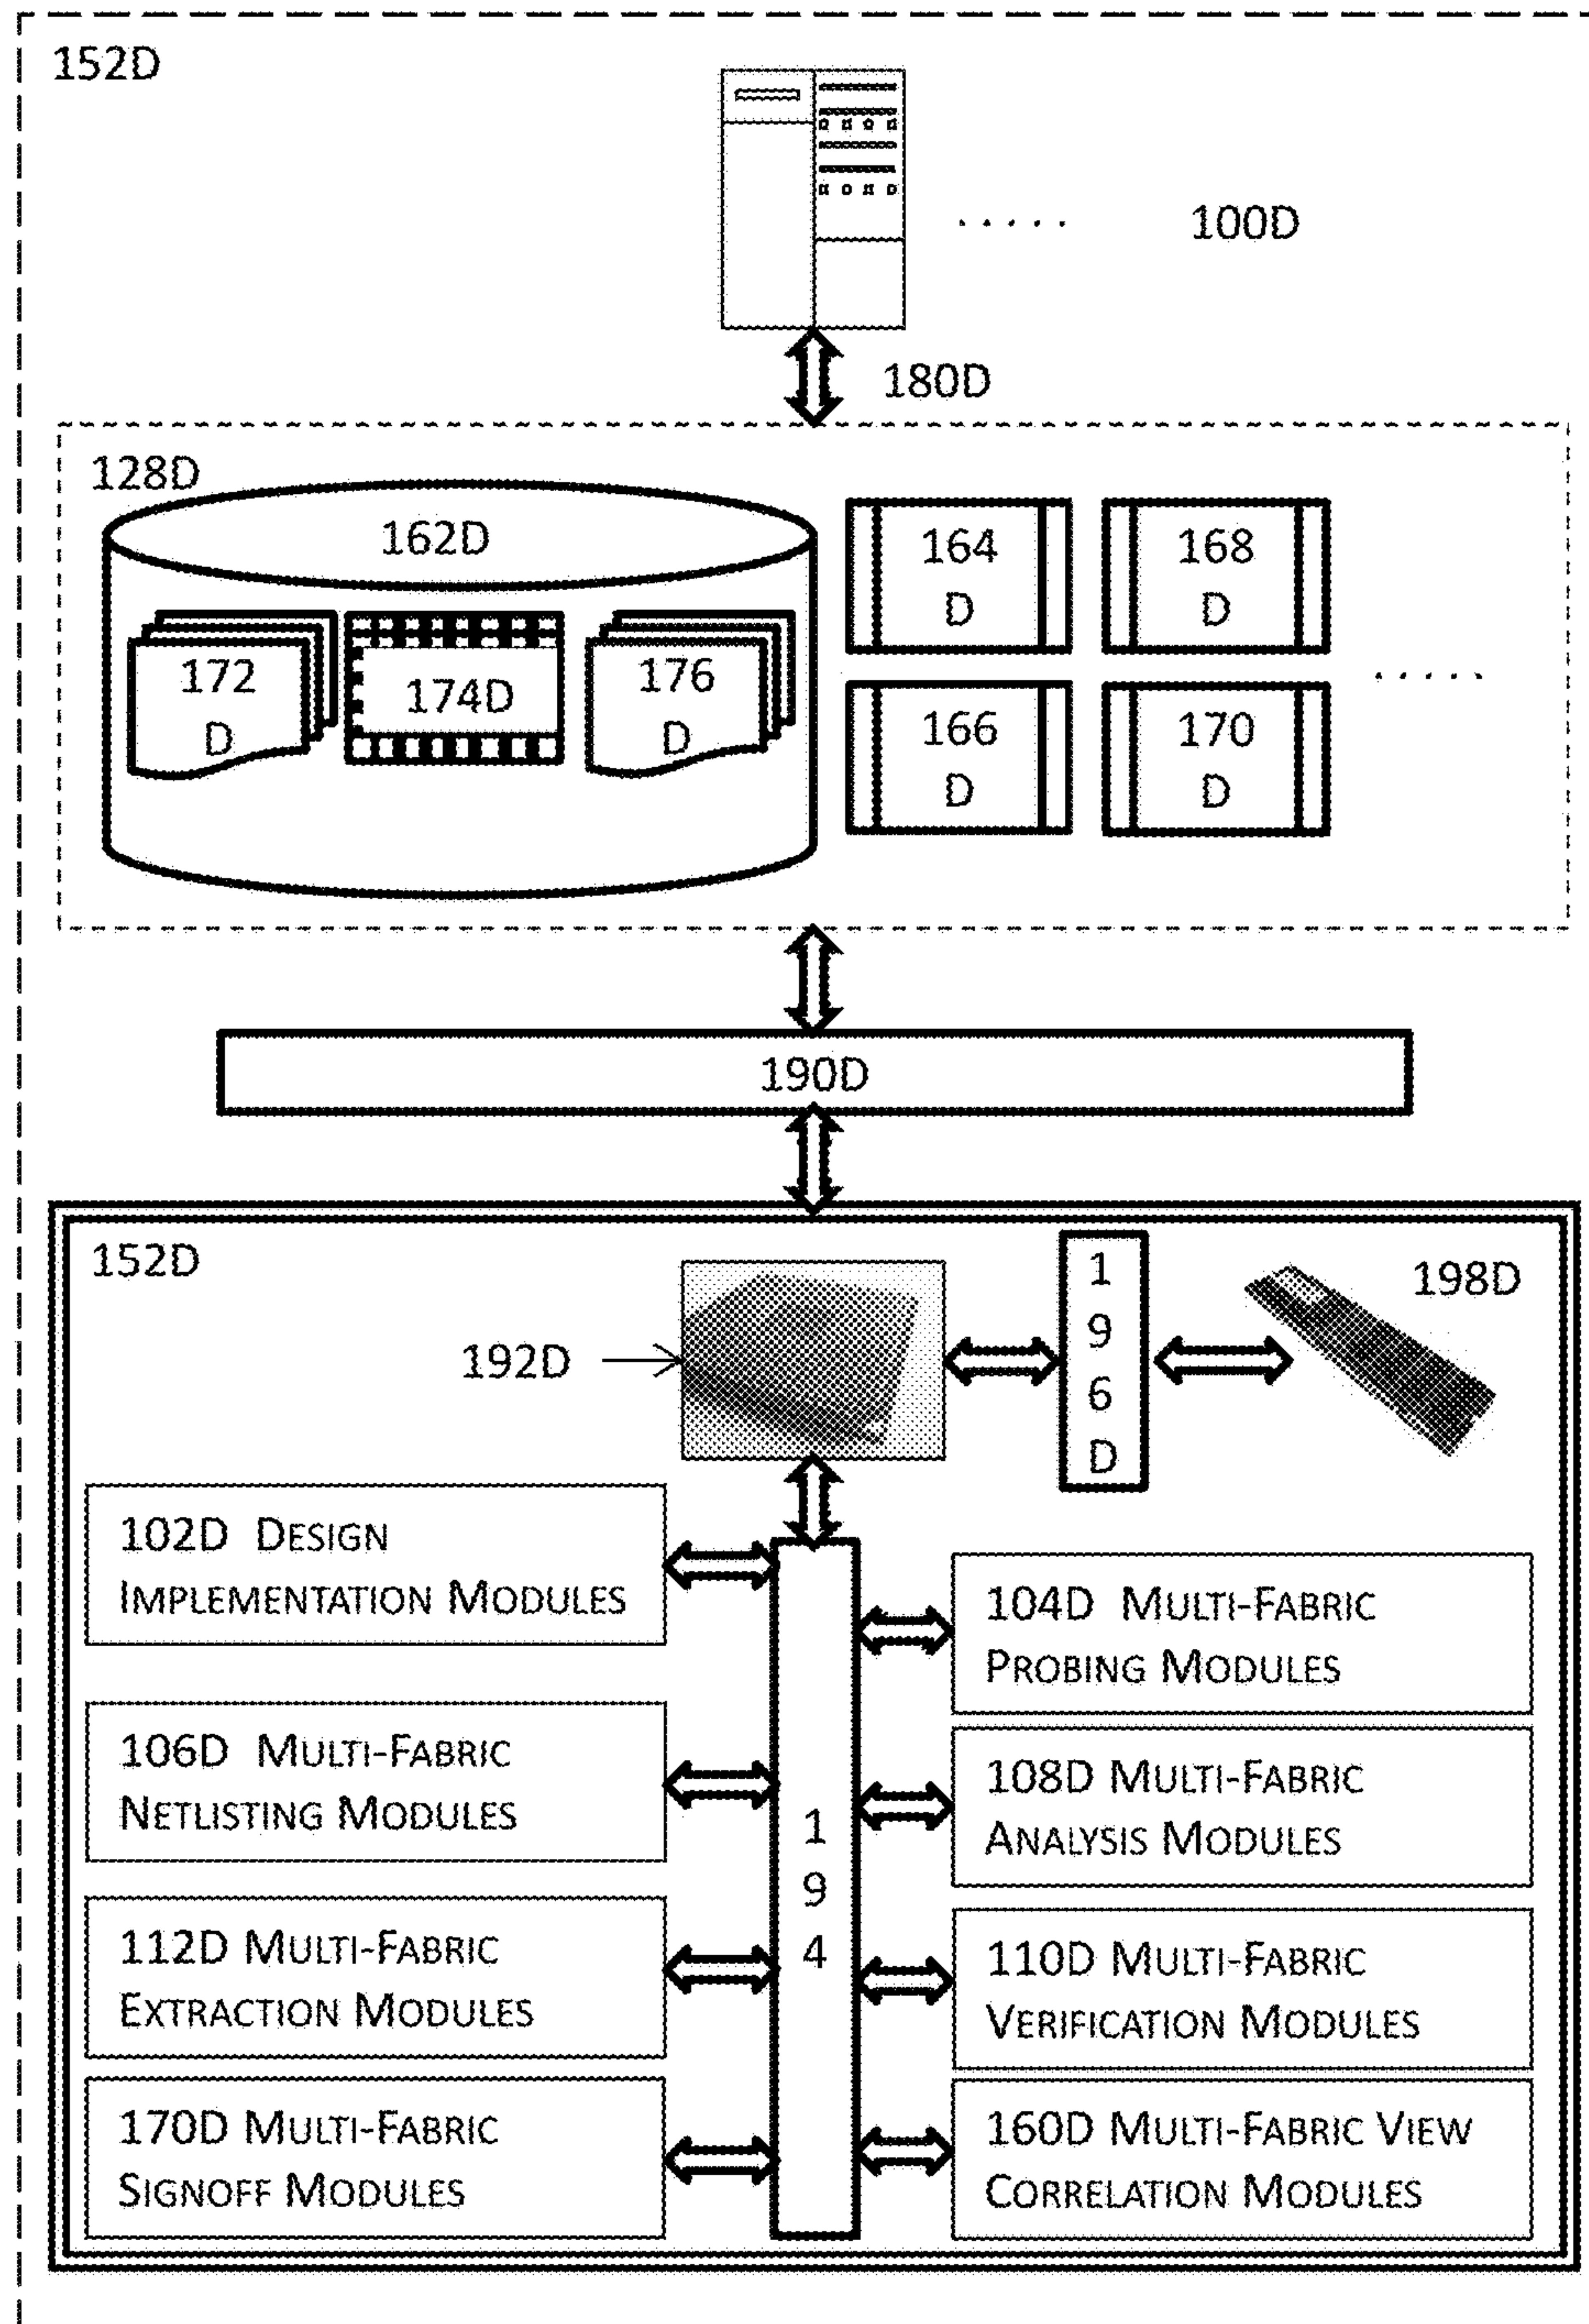 152D
100D
180D
128D
162D
164
D
168
D
172
D
174D
176
D
166
D
170
D
190D
152D
192D
1
9
6
D
198D
102D DESIGN
IMPLEMENTATION MODULES
104D MULTI-FABRIC
PROBING MODULES
106D MULTI-FABRIC
NETLISTING MODULES
108D MULTI-FABRIC
ANALYSIS MODULES
1
9
4
112D MULTI-FABRIC
EXTRACTION MODULES
110D MULTI-FABRIC
VERIFICATION MODULES
170D MULTI-FABRIC
SIGNOFF MODULES
160D MULTI-FABRIC VIEW
CORRELATION MODULES